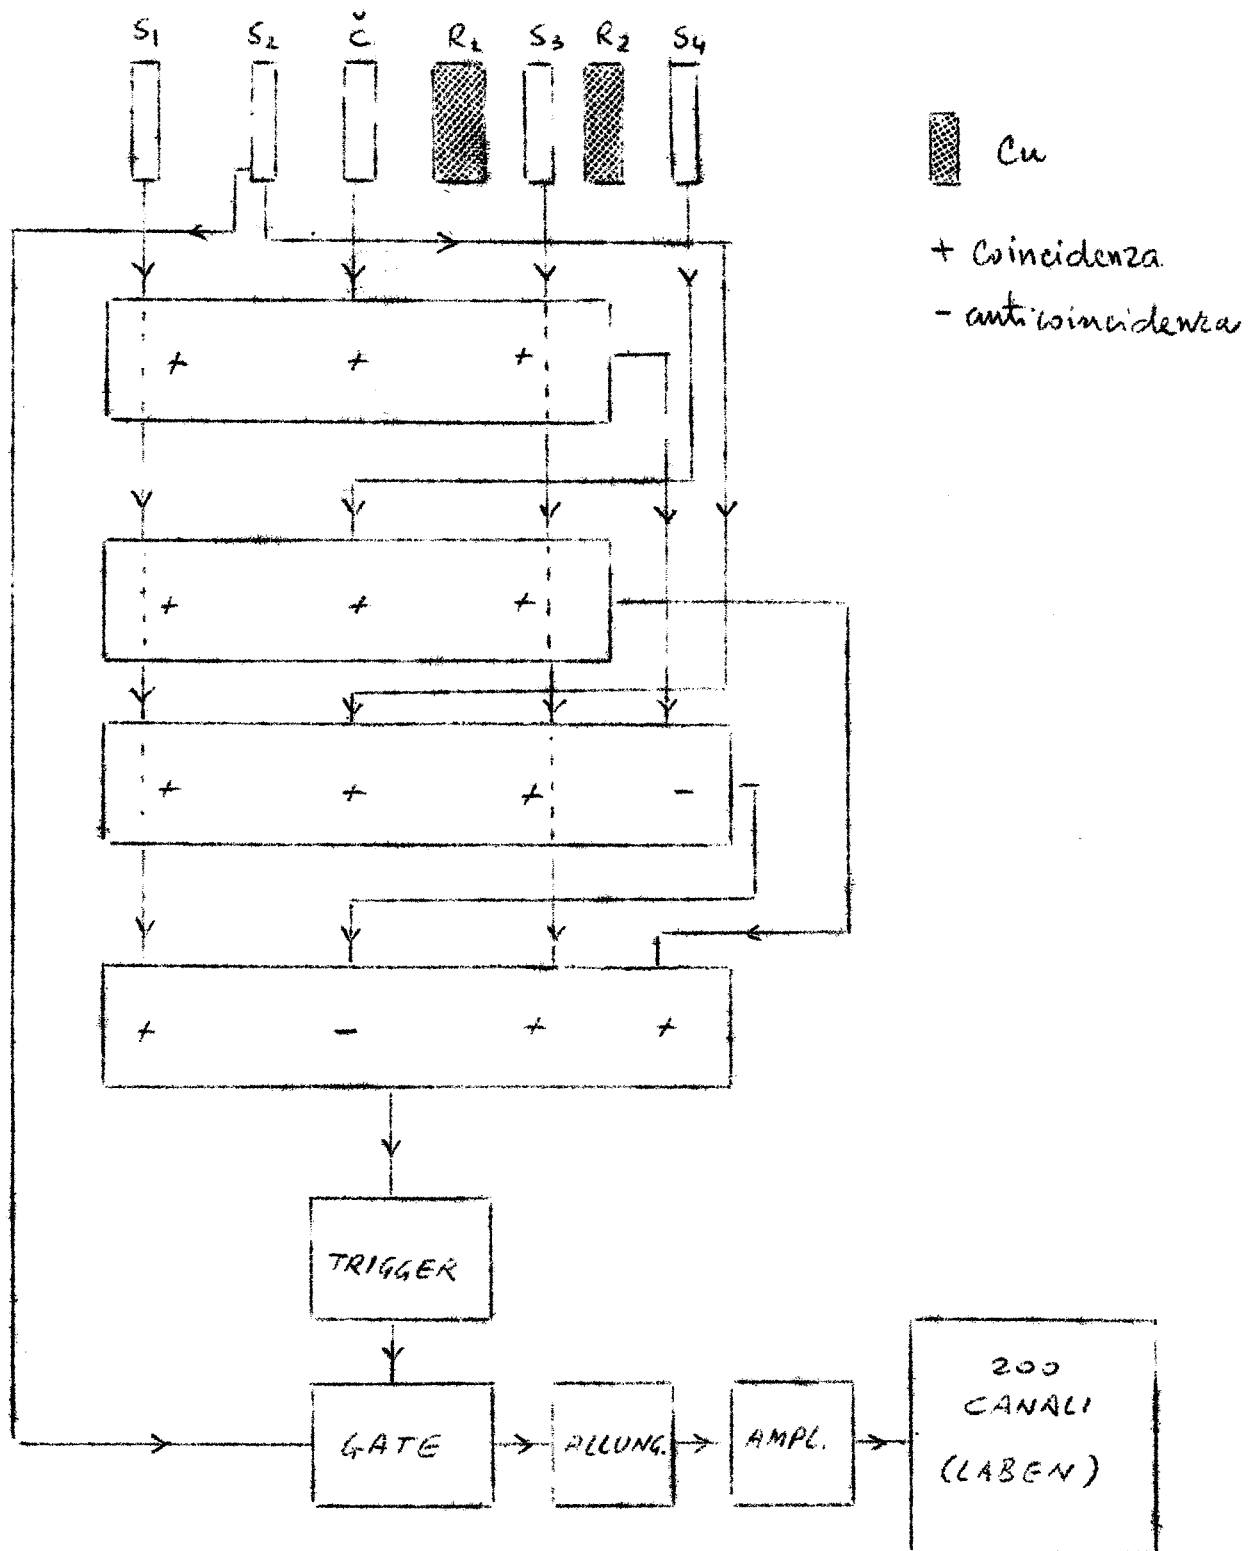 S1 S2 Č R1 S3 R2 S4
Cu
+ Coincidenza
- anticoincidenza
+ + +
+ + +
+ + + -
+ - + +
TRIGGER
GATE
ALLUNG.
AMPL.
200
CANALI
(LABEN)